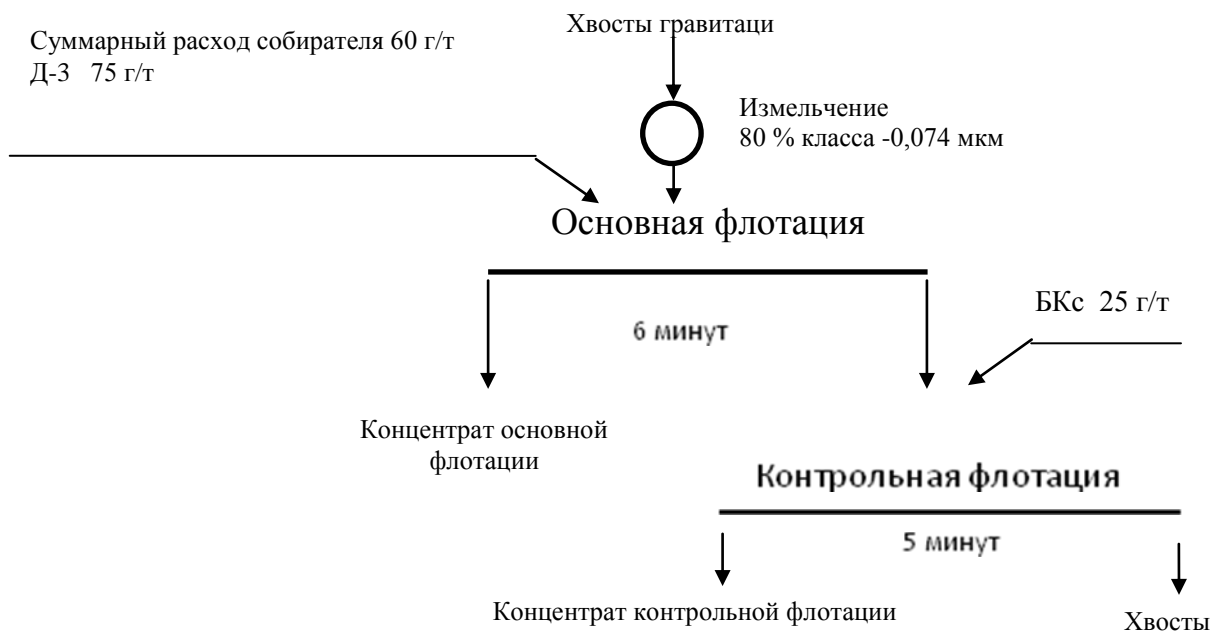 Хвосты гравитаци
Суммарный расход собирателя 60 г/т
Д-3 75 г/т
Измельчение
80 % класса -0,074 мкм
Основная флотация
БКс 25 г/т
6 минут
Концентрат основной
флотации
Контрольная флотация
5 минут
Концентрат контрольной флотации
Хвосты